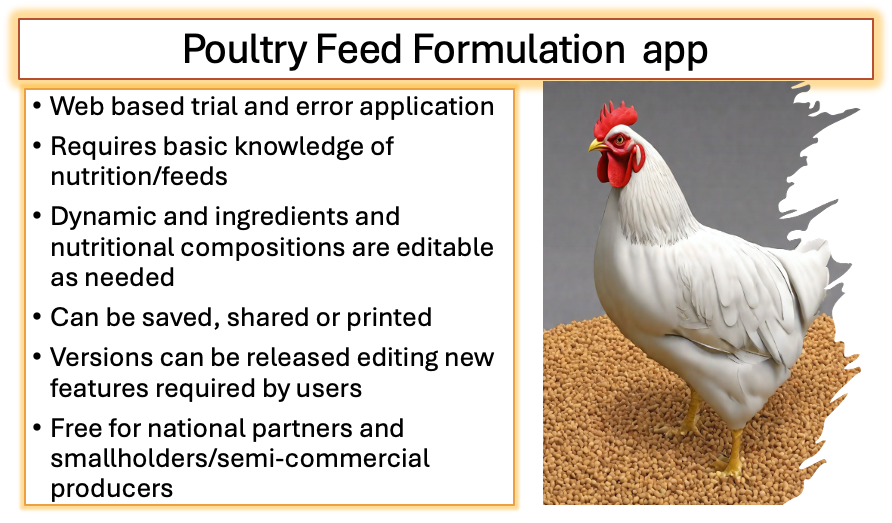 Poultry Feed Formulation app
• Web based trial and error application
• Requires basic knowledge of
nutrition/feeds
• Dynamic and ingredients and
nutritional compositions are editable
as needed
• Can be saved, shared or printed
• Versions can be released editing new
features required by users
• Free for national partners and
smallholders/semi-commercial
producers